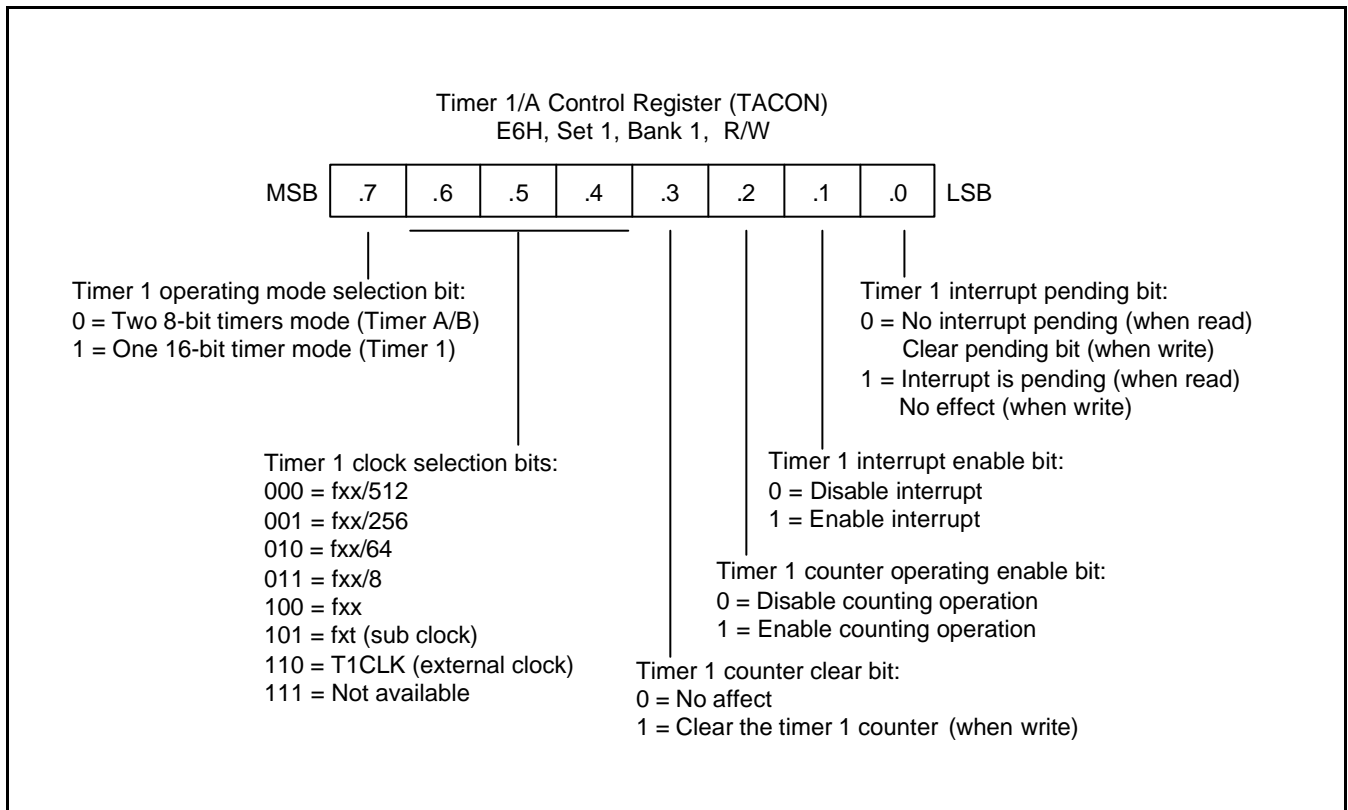 Timer 1/A Control Register (TACON)
E6H, Set 1, Bank 1, R/W
MSB .7 .6 .5 .4 .3 .2 .1 .0 LSB
Timer 1 operating mode selection bit:
0 = Two 8-bit timers mode (Timer A/B)
1 = One 16-bit timer mode (Timer 1)
Timer 1 interrupt pending bit:
0 = No interrupt pending (when read)
Clear pending bit (when write)
1 = Interrupt is pending (when read)
No effect (when write)
Timer 1 clock selection bits:
000 = fxx/512
001 = fxx/256
010 = fxx/64
011 = fxx/8
100 = fxx
101 = fxt (sub clock)
110 = T1CLK (external clock)
111 = Not available
Timer 1 interrupt enable bit:
0 = Disable interrupt
1 = Enable interrupt
Timer 1 counter operating enable bit:
0 = Disable counting operation
1 = Enable counting operation
Timer 1 counter clear bit:
0 = No affect
1 = Clear the timer 1 counter (when write)